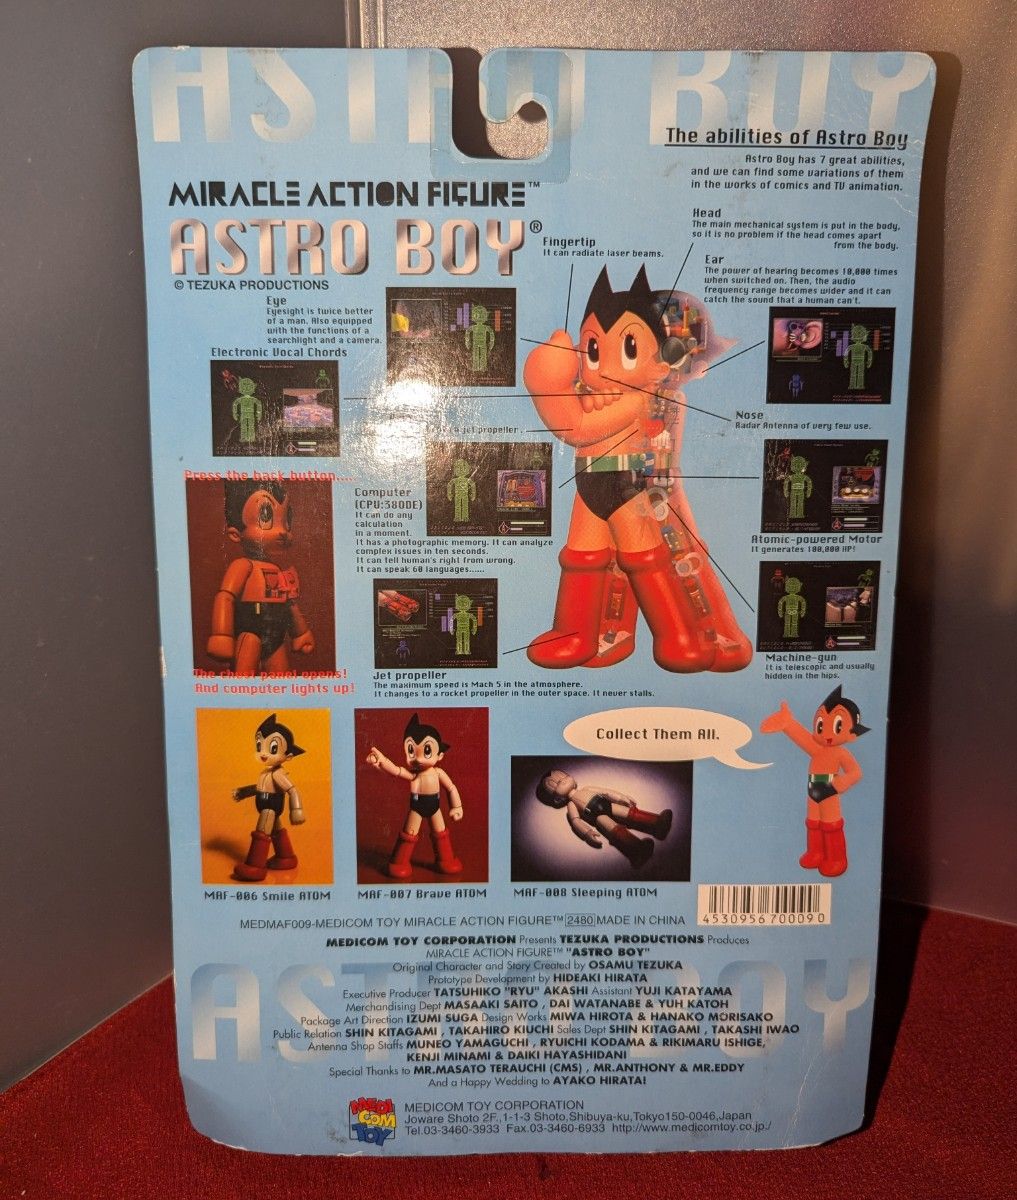 ASTRO BOY
The abilities of Astro Boy
Astro Boy has 7 great abilities,
and we can find some variations of them
in the works of comics and TV animation.
MIRACLE ACTION FIGURE™
ASTRO BOY®
© TEZUKA PRODUCTIONS
Head
The main mechanical system is put in the body,
so it is no problem if the head comes apart
from the body.
Fingertip
It can radiate laser beams.
Ear
The power of hearing becomes 10,000 times
when switched on. Then, the audio
frequency range becomes wider and it can
catch the sound that a human can't.
Eye
Eyesight is twice better
of a man. Also equipped
with the functions of a
searchlight and a camera.
Electronic Vocal Chords
Nose
Radar Antenna of very few use.
a jet propeller.
Press the back button.....
Computer
(CPU:380DE)
It can do any
calculation
in a moment.
It has a photographic memory. It can analyze
complex issues in ten seconds.
It can tell human's right from wrong.
It can speak 60 languages......
Atomic-powered Motor
It generates 100,000 HP!
The chest panel opens!
And computer lights up!
Jet propeller
The maximum speed is Mach 5 in the atmosphere.
It changes to a rocket propeller in the outer space. It never stalls.
Machine-gun
It is telescopic and usually
hidden in the hips.
Collect Them All.
MAF-006 Smile ATOM
MAF-007 Brave ATOM
MAF-008 Sleeping ATOM
4530956700090
MEDMAF009-MEDICOM TOY MIRACLE ACTION FIGURE™ 2480 MADE IN CHINA
MEDICOM TOY CORPORATION Presents TEZUKA PRODUCTIONS Produces
MIRACLE ACTION FIGURE™ "ASTRO BOY"
Original Character and Story Created by OSAMU TEZUKA
Prototype Development by HIDEAKI HIRATA
Executive Producer TATSUHIKO "RYU" AKASHI Assistant YUJI KATAYAMA
Merchandising Dept MASAAKI SAITO , DAI WATANABE & YUH KATOH
Package Art Direction IZUMI SUGA Design Works MIWA HIROTA & HANAKO MORISAKO
Public Relation SHIN KITAGAMI , TAKAHIRO KIUCHI Sales Dept SHIN KITAGAMI , TAKASHI IWAO
Antenna Shop Staffs MUNEO YAMAGUCHI , RYUICHI KODAMA & RIKIMARU ISHIGE,
KENJI MINAMI & DAIKI HAYASHIDANI
Special Thanks to MR.MASATO TERAUCHI (CMS) , MR.ANTHONY & MR.EDDY
And a Happy Wedding to AYAKO HIRATA!
ASTRO BOY
MEDI
COM
TOY
MEDICOM TOY CORPORATION
Joware Shoto 2F.,1-1-3 Shoto,Shibuya-ku,Tokyo150-0046,Japan
Tel.03-3460-3933 Fax.03-3460-6933 http://www.medicomtoy.co.jp./